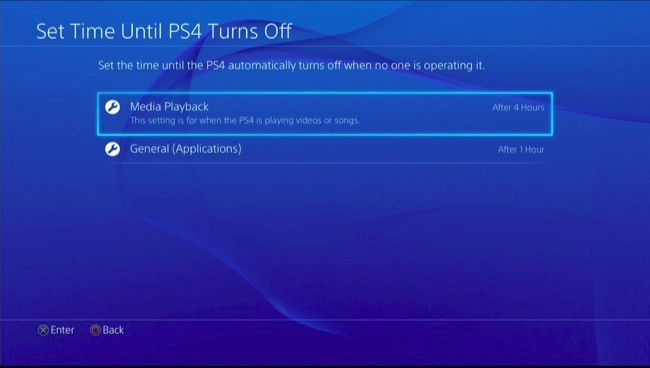 Set Time Until PS4 Turns Off
Set the time until the PS4 automatically turns off when no one is operating it.
Media Playback After 4 Hours
This setting is for when the PS4 is playing videos or songs.
General (Applications) After 1 Hour
Enter Back